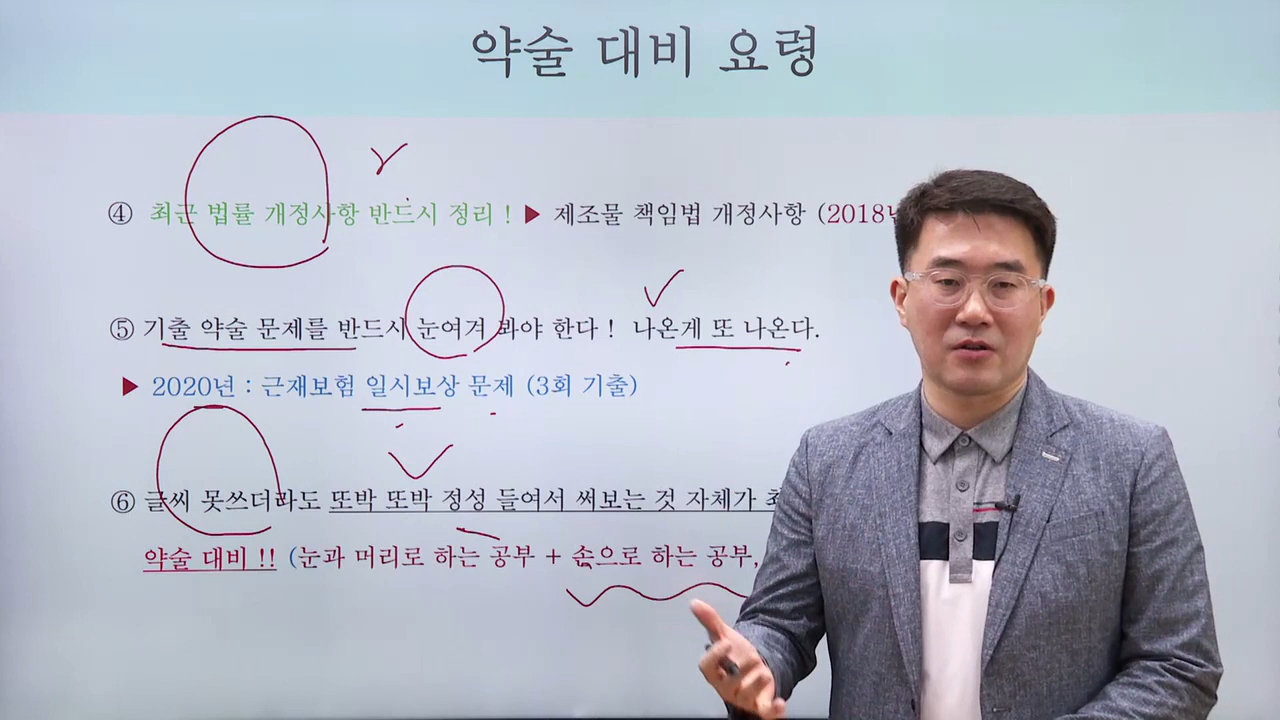 약술 대비 요령
④ 최근 법률 개정사항 반드시 정리 ! ▶ 제조물 책임법 개정사항 (2018년
⑤ 기출 약술 문제를 반드시 눈여겨 봐야 한다 ! 나온게 또 나온다.
▶ 2020년 : 근재보험 일시보상 문제 (3회 기출)
⑥ 글씨 못쓰더라도 또박 또박 정성 들여서 써보는 것 자체가
약술 대비 !! (눈과 머리로 하는 공부 + 손으로 하는 공부,